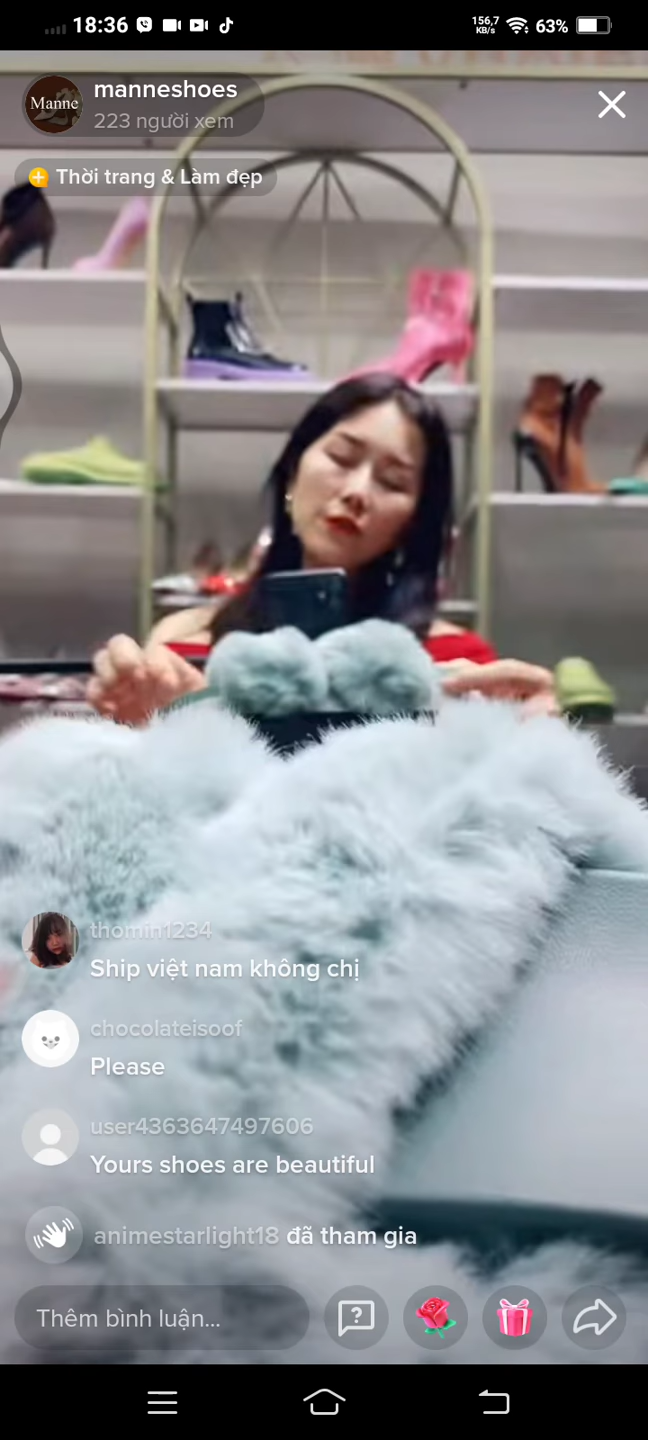 18:36
156,7
KB/s
63%
Manne
manneshoes
223 người xem
Thời trang & Làm đẹp
thomin1234
Ship việt nam không chị
chocolateisoof
Please
user4363647497606
Yours shoes are beautiful
animestarlight18 đã tham gia
Thêm bình luận...